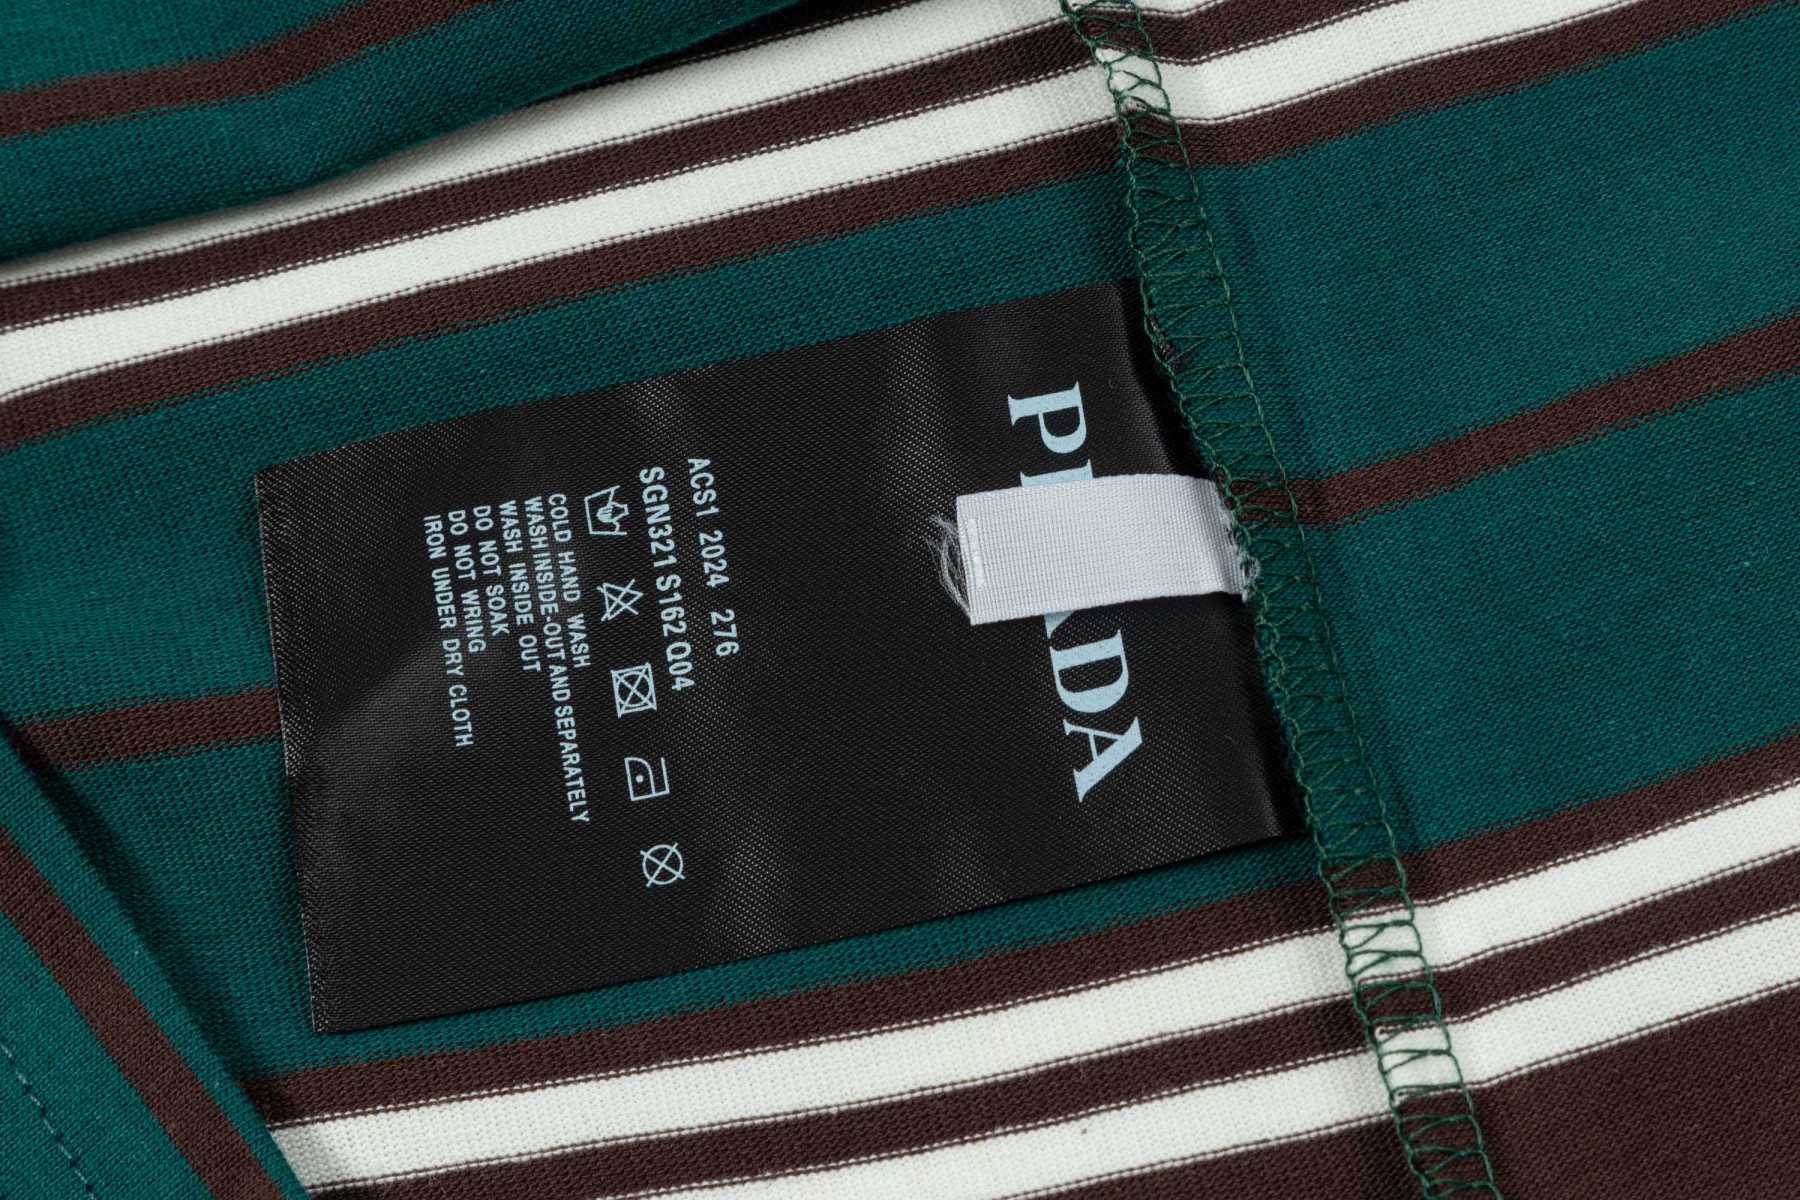 PRADA
ACS1 2024 276
SGN321 S162 Q04
COLD HAND WASH
WASH INSIDE-OUT AND SEPARATELY
WASH INSIDE OUT
DO NOT SOAK
DO NOT WRING
IRON UNDER DRY CLOTH